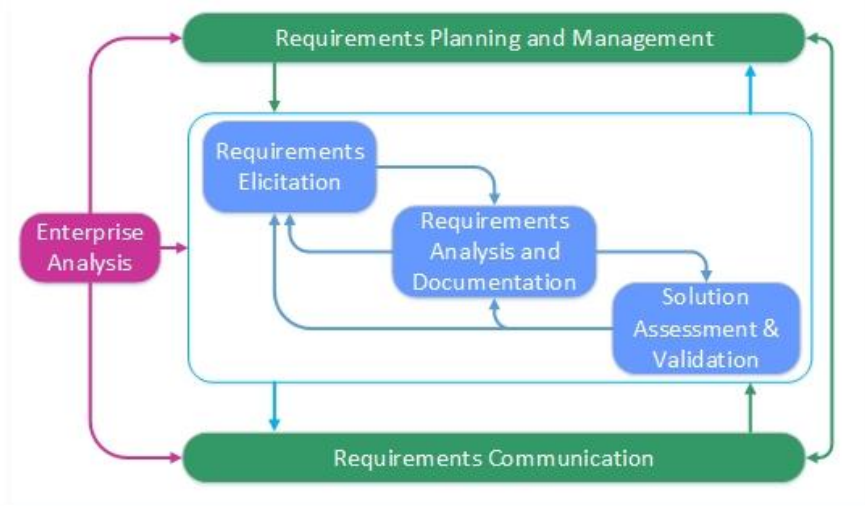 Requirements Planning and Management
Requirements
Elicitation
Enterprise
Analysis
Requirements
Analysis and
Documentation
Solution
Assessment &
Validation
Requirements Communication